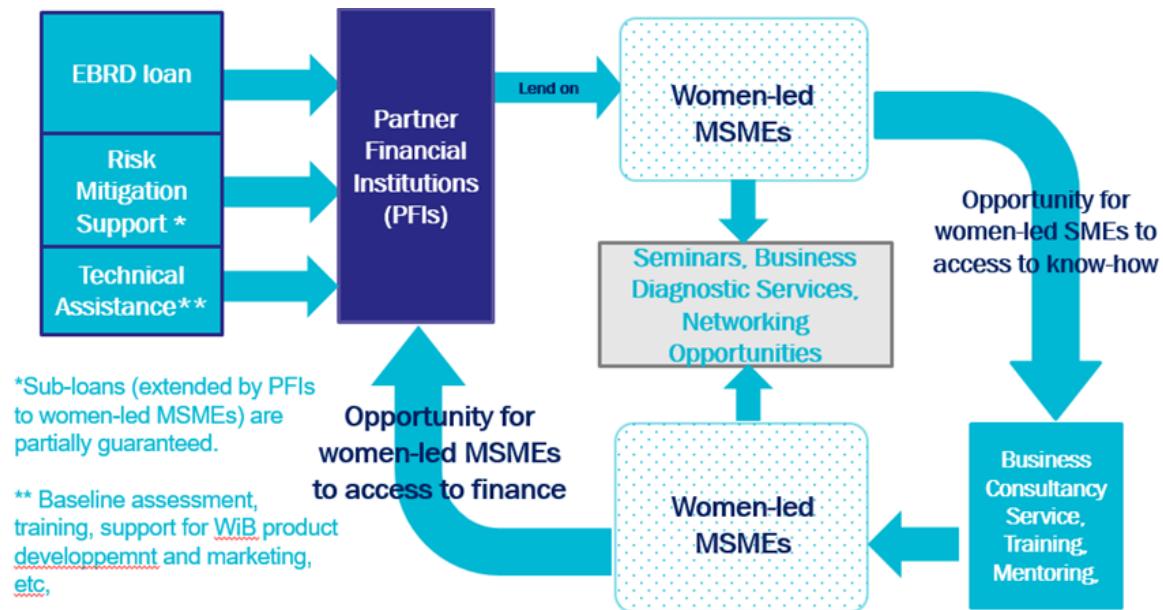 EBRD loan
Risk
Mitigation
Support *
Technical
Assistance**
Partner
Financial
Institutions
(PFIs)
Lend on
Women-led
MSMEs
Opportunity for
women-led SMEs to
access to know-how
Seminars, Business
Diagnostic Services,
Networking
Opportunities
*Sub-loans (extended by PFIs
to women-led MSMEs) are
partially guaranteed.
** Baseline assessment,
training, support for WiB product
developpemnt and marketing,
etc,
Opportunity for
women-led MSMEs
to access to finance
Women-led
MSMEs
Business
Consultancy
Service,
Training,
Mentoring,